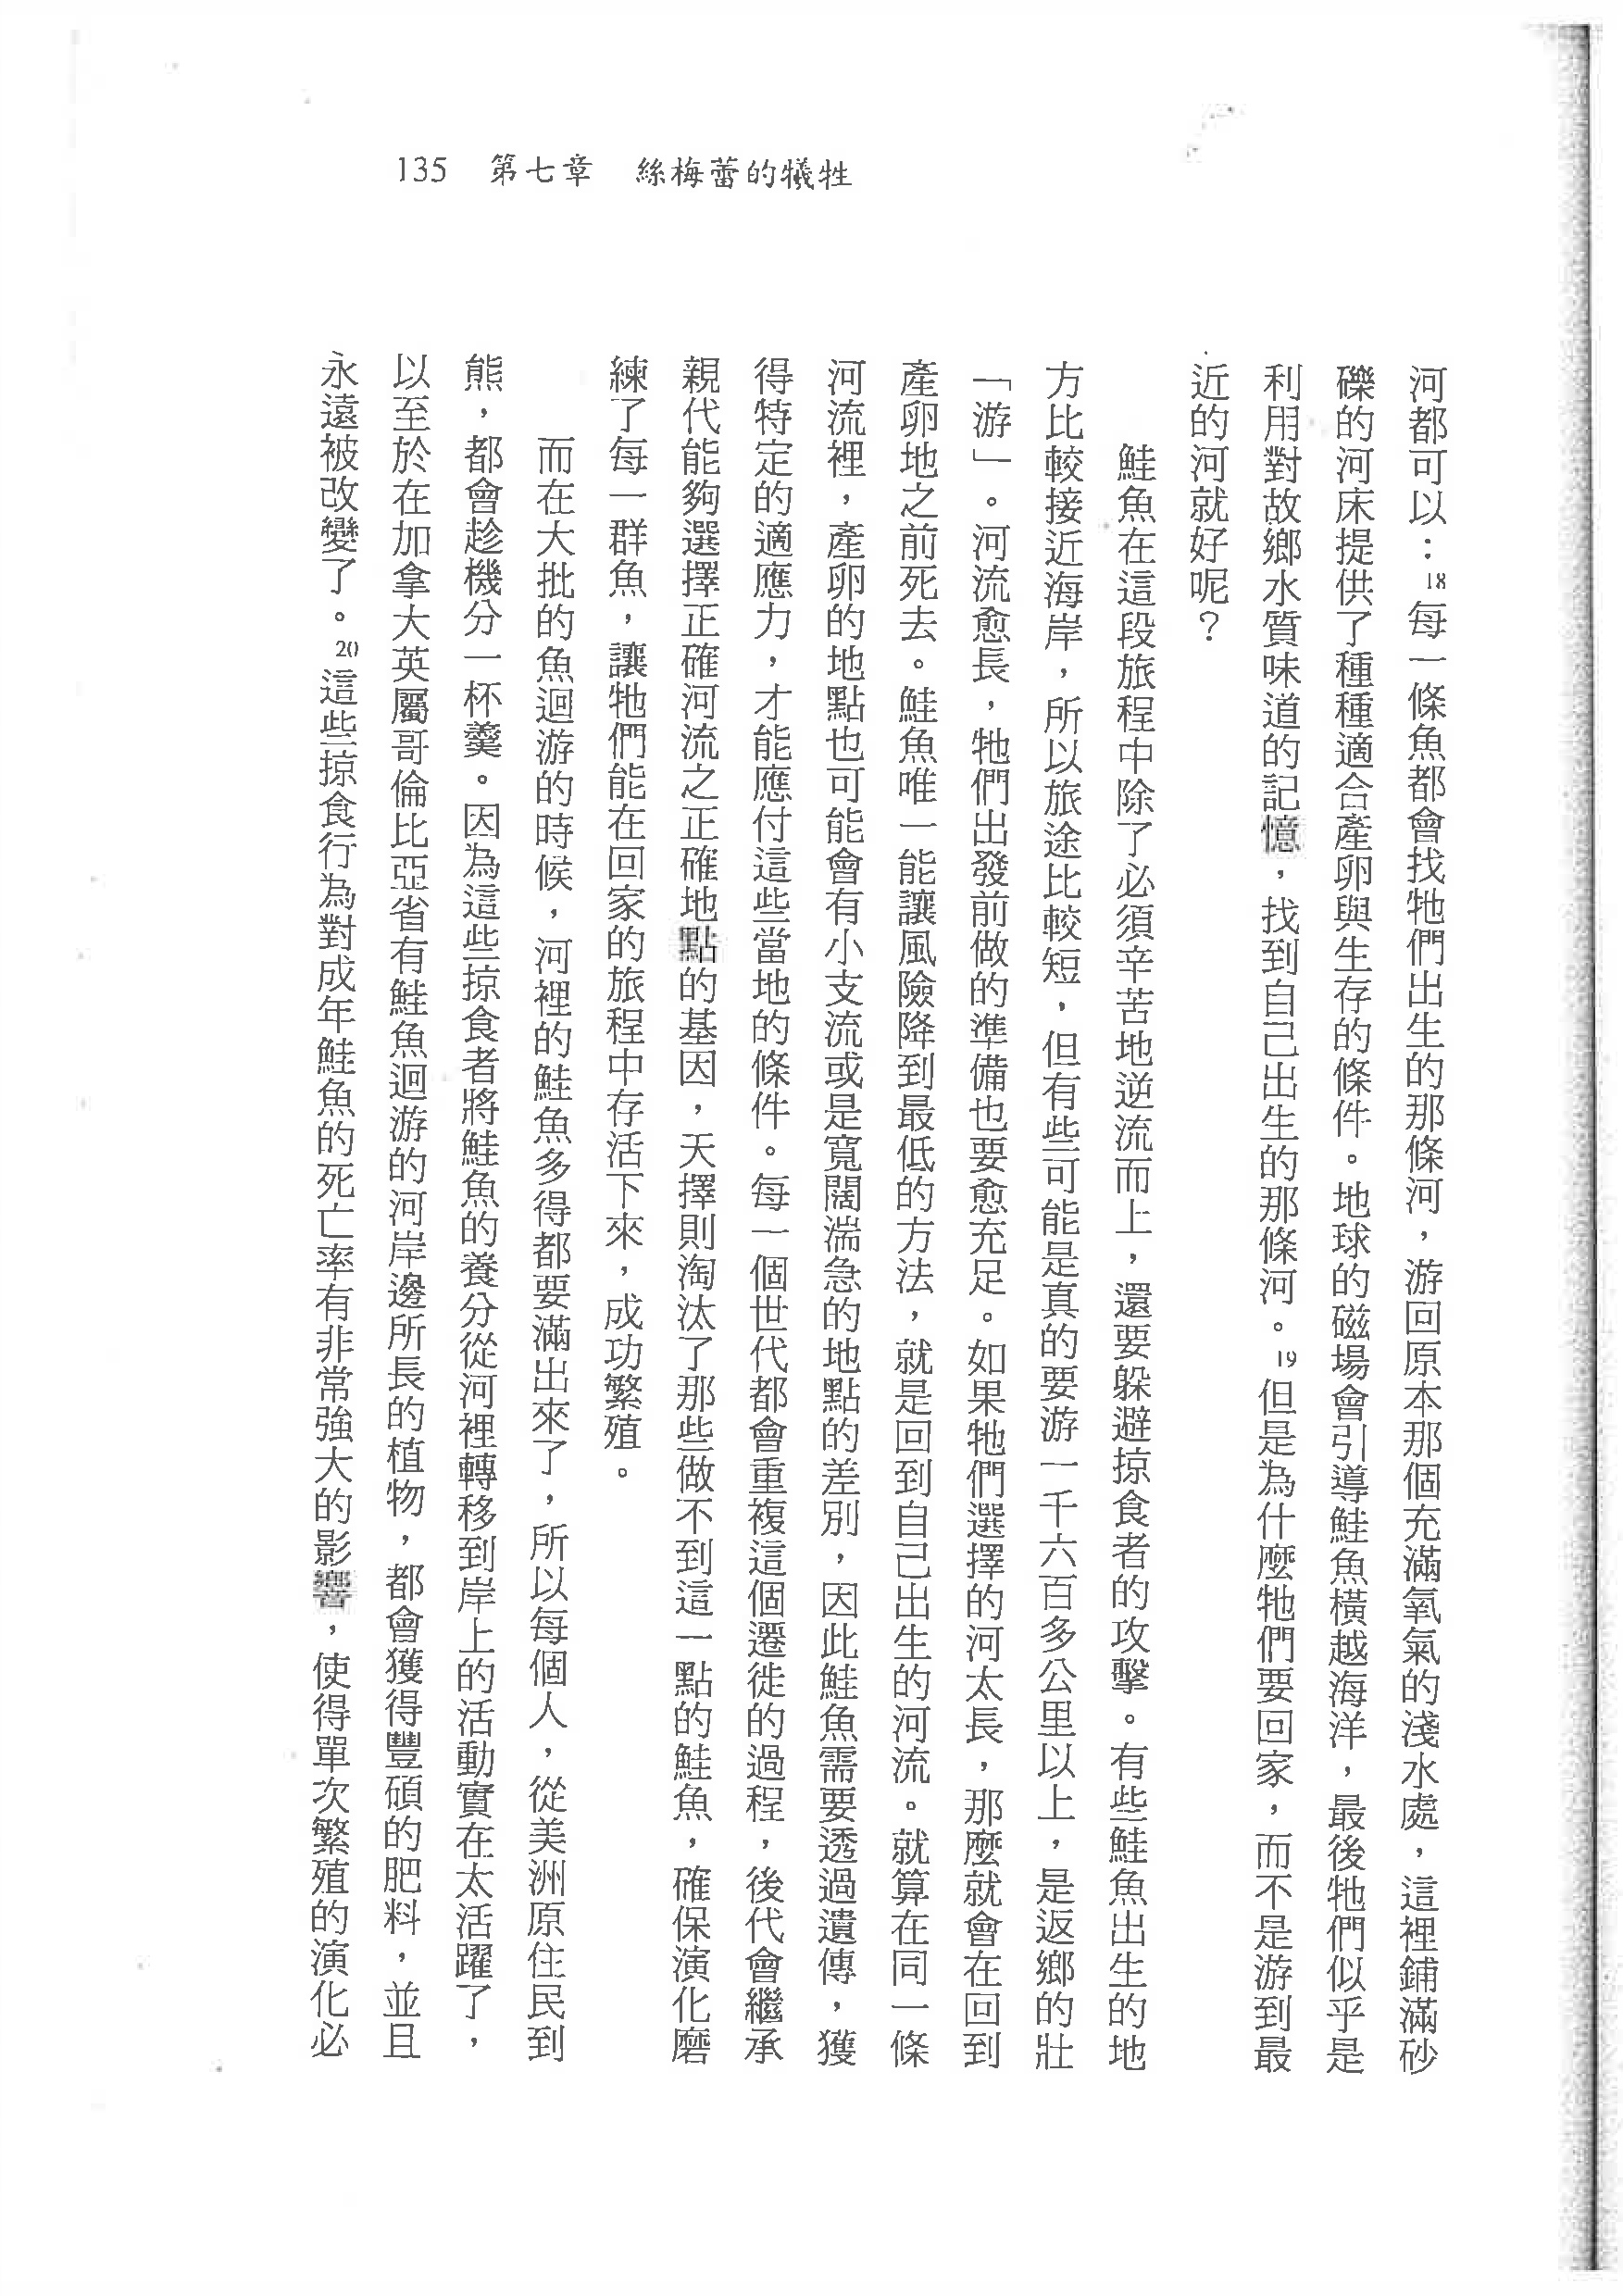 135 第七章 絲梅蕾的犧牲
河都可以：18每一條魚都會找牠們出生的那條河，游回原本那個充滿氧氣的淺水處，這裡鋪滿砂
礫的河床提供了種種適合產卵與生存的條件。地球的磁場會引導鮭魚橫越海洋，最後牠們似乎是
利用對故鄉水質味道的記憶，找到自己出生的那條河。19但是為什麼牠們要回家，而不是游到最
近的河就好呢？
鮭魚在這段旅程中除了必須辛苦地逆流而上，還要躲避掠食者的攻擊。有些鮭魚出生的地
方比較接近海岸，所以旅途比較短，但有些可能是真的要游一千六百多公里以上，是返鄉的壯
「游」。河流愈長，牠們出發前做的準備也要愈充足。如果牠們選擇的河太長，那麼就會在回到
產卵地之前死去。鮭魚唯一能讓風險降到最低的方法，就是回到自己出生的河流。就算在同一條
河流裡，產卵的地點也可能會有小支流或是寬闊湍急的地點的差別，因此鮭魚需要透過遺傳，獲
得特定的適應力，才能應付這些當地的條件。每一個世代都會重複這個遷徙的過程，後代會繼承
親代能夠選擇正確河流之正確地點的基因，天擇則淘汰了那些做不到這一點的鮭魚，確保演化磨
練了每一群魚，讓牠們能在回家的旅程中存活下來，成功繁殖。
而在大批的魚迴游的時候，河裡的鮭魚多得都要滿出來了，所以每個人，從美洲原住民到
熊，都會趁機分一杯羹。因為這些掠食者將鮭魚的養分從河裡轉移到岸上的活動實在太活躍了，
以至於在加拿大英屬哥倫比亞省有鮭魚迴游的河岸邊所長的植物，都會獲得豐碩的肥料，並且
永遠被改變了。20這些掠食行為對成年鮭魚的死亡率有非常強大的影響，使得單次繁殖的演化必